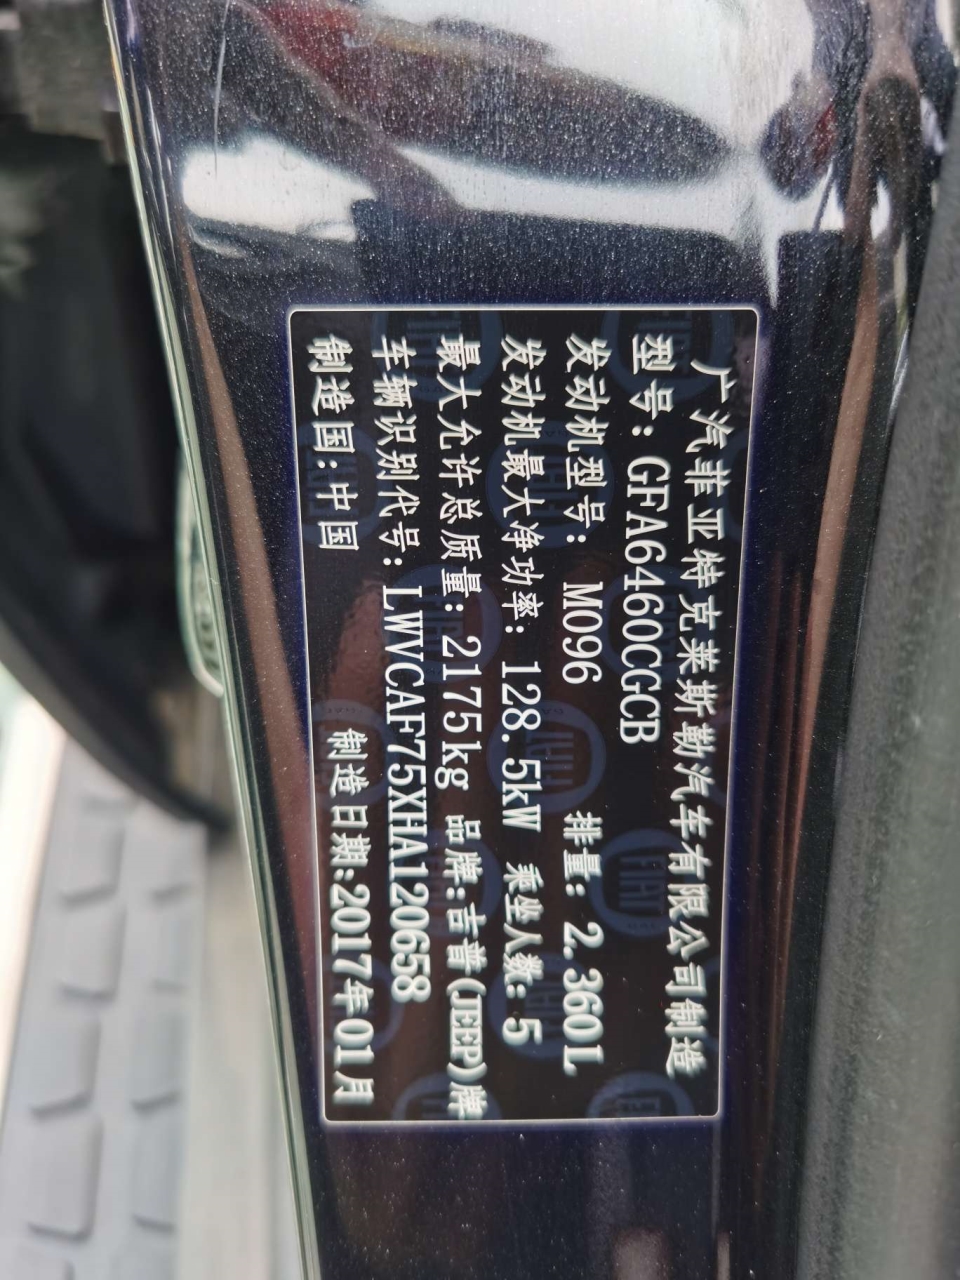 广汽菲亚特克莱斯勒汽车有限公司制造
型号: GFA6460CGCB
发动机型号: M096 排量: 2.360L
发动机最大净功率: 128.5kW 乘坐人数: 5
最大允许总质量: 2175kg 品牌:吉普(JEEP)牌
车辆识别代号: LWVCAF75XHA120658
制造国:中国 制造日期:2017年01月